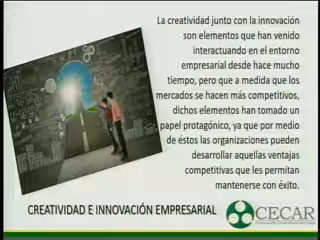 La creatividad junto con la innovación
son elementos que han venido
interactuando en el entorno
empresarial desde hace mucho
tiempo, pero que a medida que los
mercados se hacen más competitivos,
dichos elementos han tomado un
papel protagónico, ya que por medio
de éstos las organizaciones pueden
desarrollar aquellas ventajas
competitivas que les permitan
mantenerse con éxito.
CREATIVIDAD E INNOVACIÓN EMPRESARIAL
CECAR